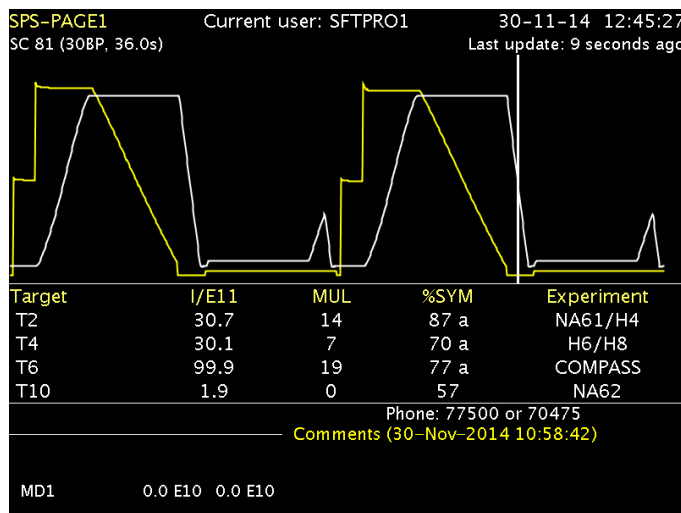 SPS-PAGE1 Current user: SFTPRO1 30-11-14 12:45:27
SC 81 (30BP, 36.0s) Last update: 9 seconds ago
Target I/E11 MUL %SYM Experiment
T2 30.7 14 87 a NA61/H4
T4 30.1 7 70 a H6/H8
T6 99.9 19 77 a COMPASS
T10 1.9 0 57 NA62
Phone: 77500 or 70475
Comments (30-Nov-2014 10:58:42)
MD1 0.0 E10 0.0 E10